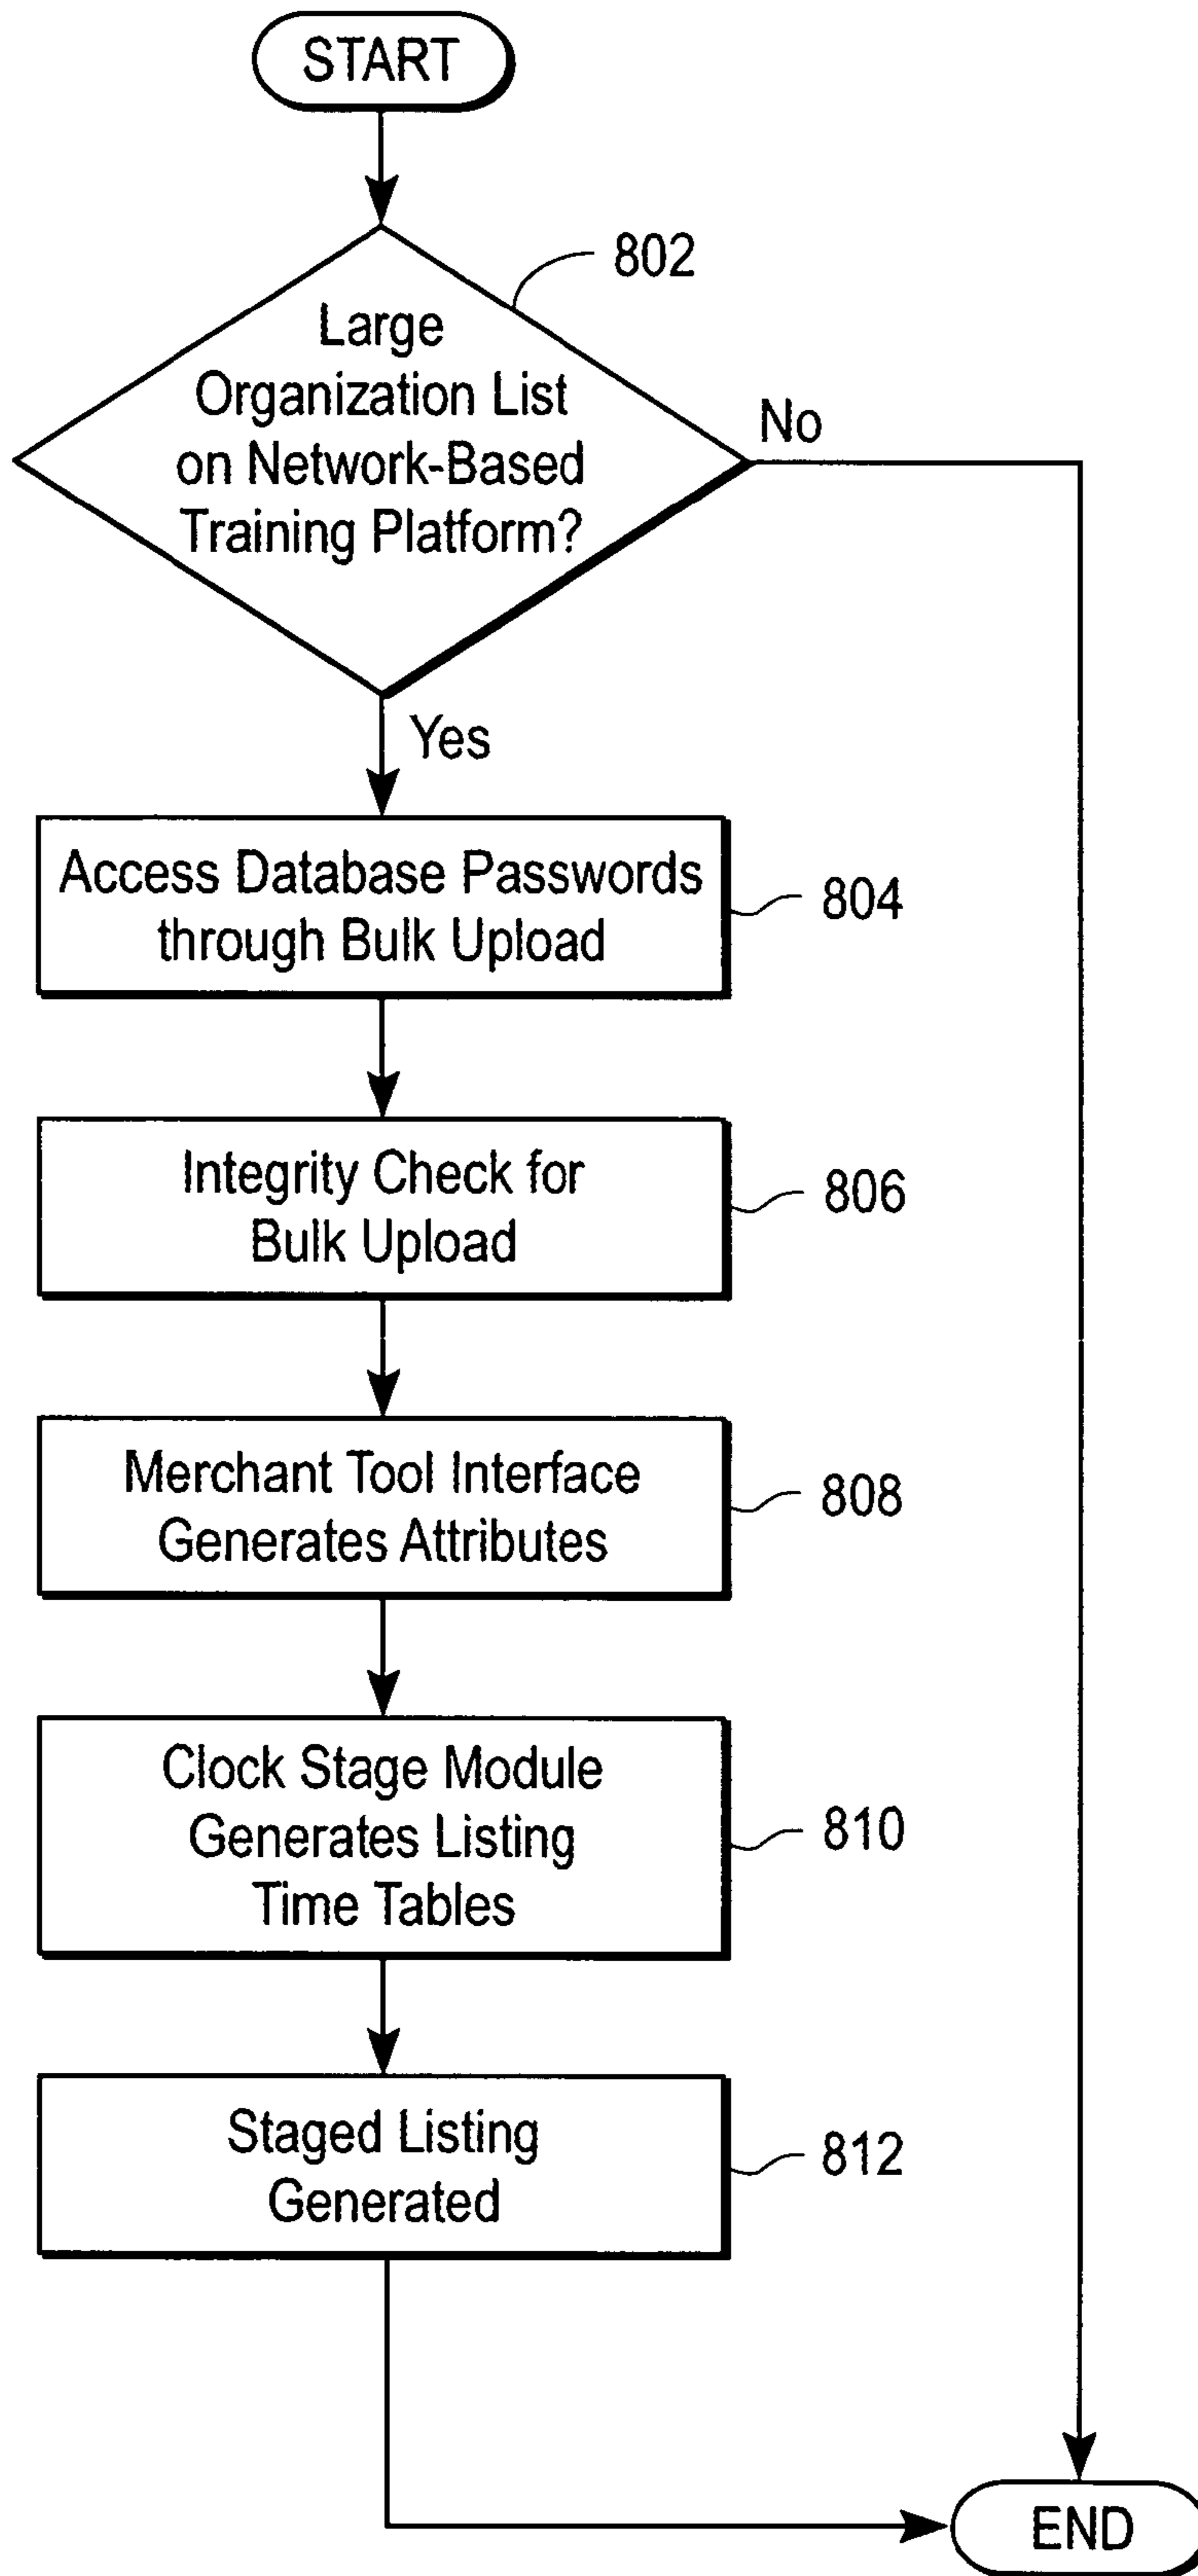 START
802
Large
Organization List
on Network-Based
Training Platform?
No
Yes
Access Database Passwords
through Bulk Upload
804
Integrity Check for
Bulk Upload
806
Merchant Tool Interface
Generates Attributes
808
Clock Stage Module
Generates Listing
Time Tables
810
Staged Listing
Generated
812
END